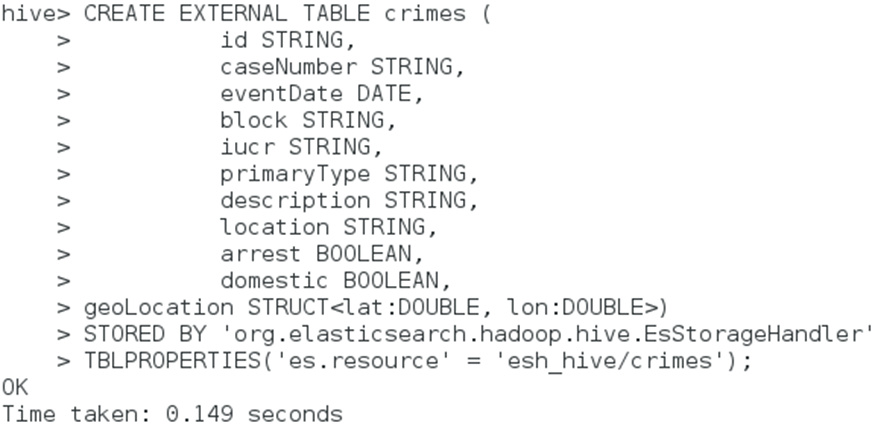 hive> CREATE EXTERNAL TABLE crimes (
    >           id STRING,
    >           caseNumber STRING,
    >           eventDate DATE,
    >           block STRING,
    >           iucr STRING,
    >           primaryType STRING,
    >           description STRING,
    >           location STRING,
    >           arrest BOOLEAN,
    >           domestic BOOLEAN,
    > geoLocation STRUCT<lat:DOUBLE, lon:DOUBLE>)
    > STORED BY 'org.elasticsearch.hadoop.hive.EsStorageHandler'
    > TBLPROPERTIES('es.resource' = 'esh_hive/crimes');
OK
Time taken: 0.149 seconds